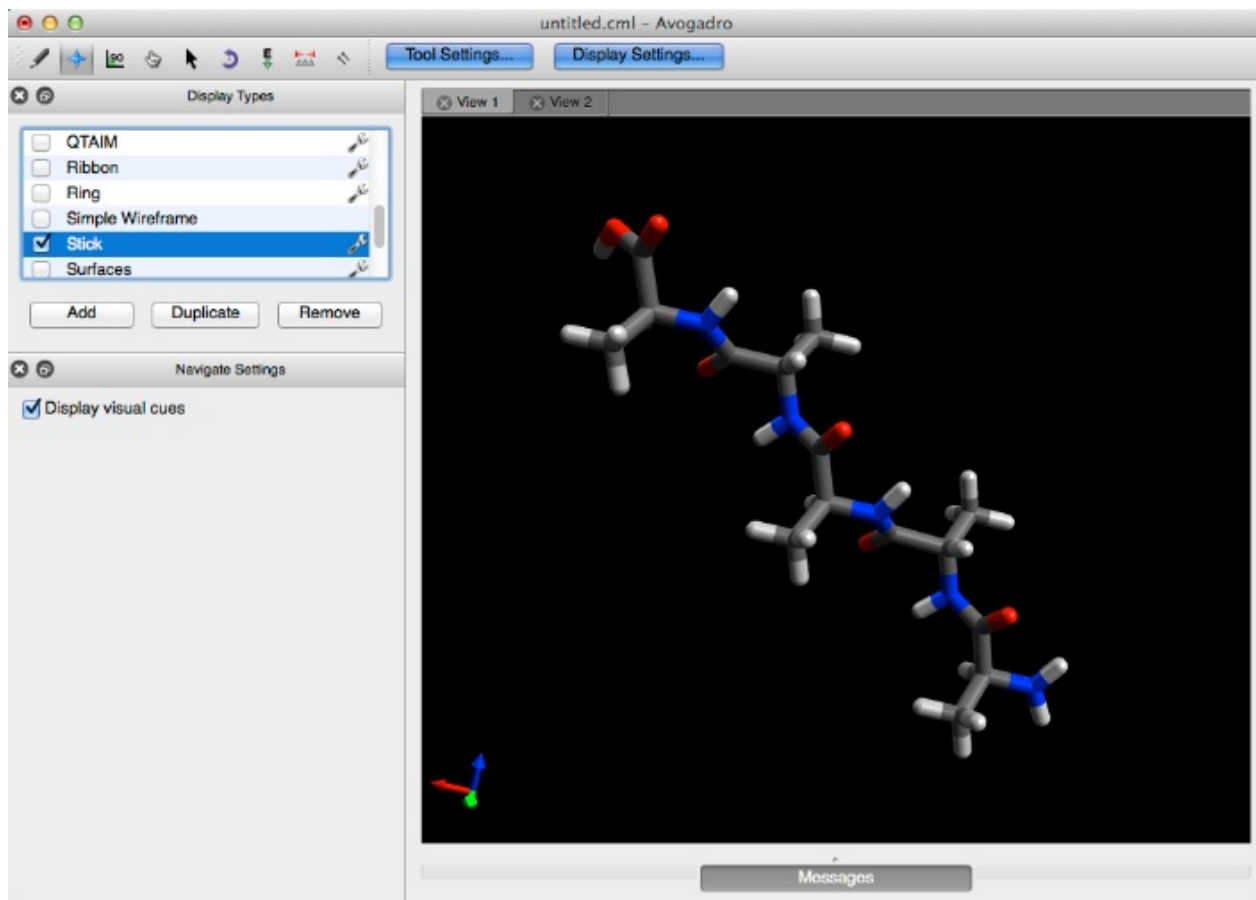 untitled.cml – Avogadro
90
E
Tool Settings...
Display Settings...
Display Types
View 1
View 2
QTAIM
Ribbon
Ring
Simple Wireframe
Stick
Surfaces
Add
Duplicate
Remove
Navigate Settings
Display visual cues
Messages